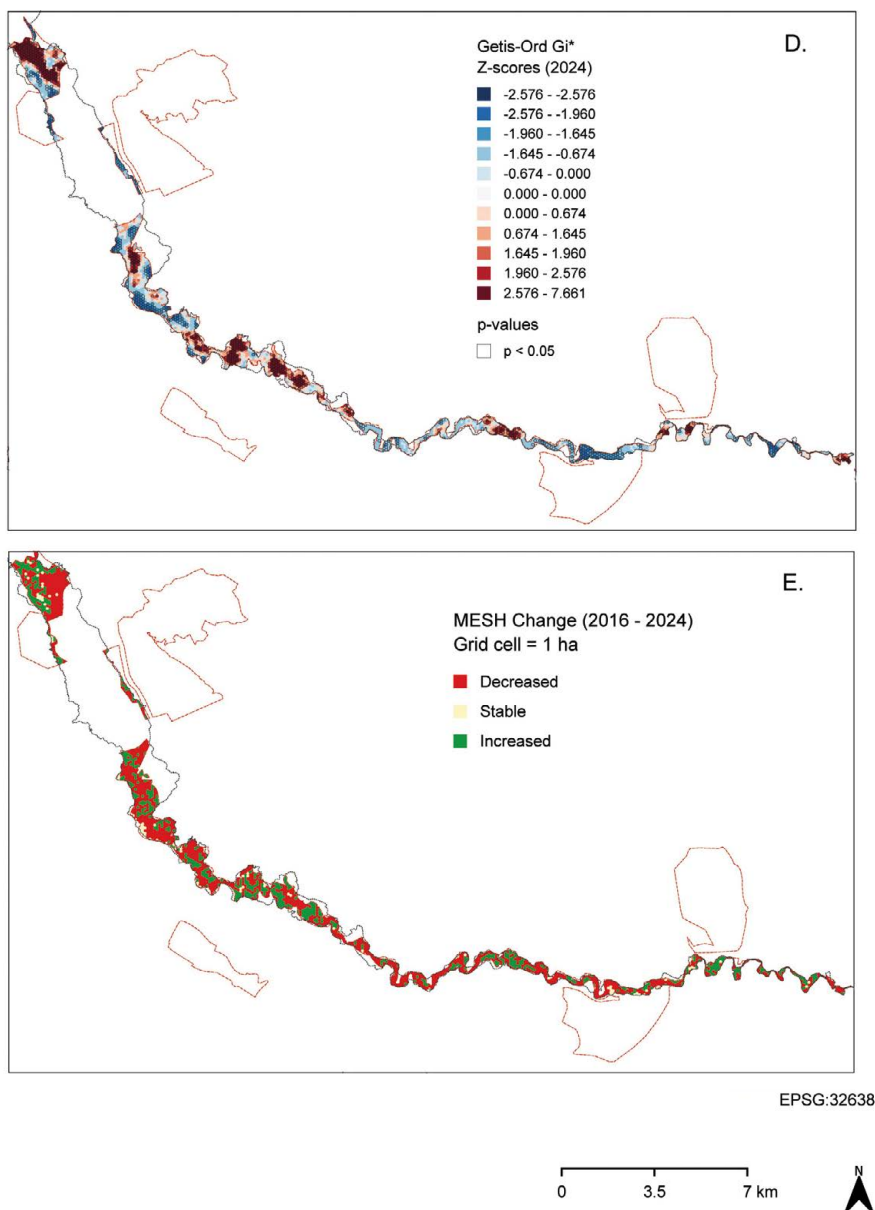 D.
Getis-Ord Gi*
Z-scores (2024)
-2.576 - -2.576
-2.576 - -1.960
-1.960 - -1.645
-1.645 - -0.674
-0.674 - 0.000
0.000 - 0.000
0.000 - 0.674
0.674 - 1.645
1.645 - 1.960
1.960 - 2.576
2.576 - 7.661
p-values
p < 0.05
E.
MESH Change (2016 - 2024)
Grid cell = 1 ha
Decreased
Stable
Increased
EPSG:32638
0 3.5 7 km
N